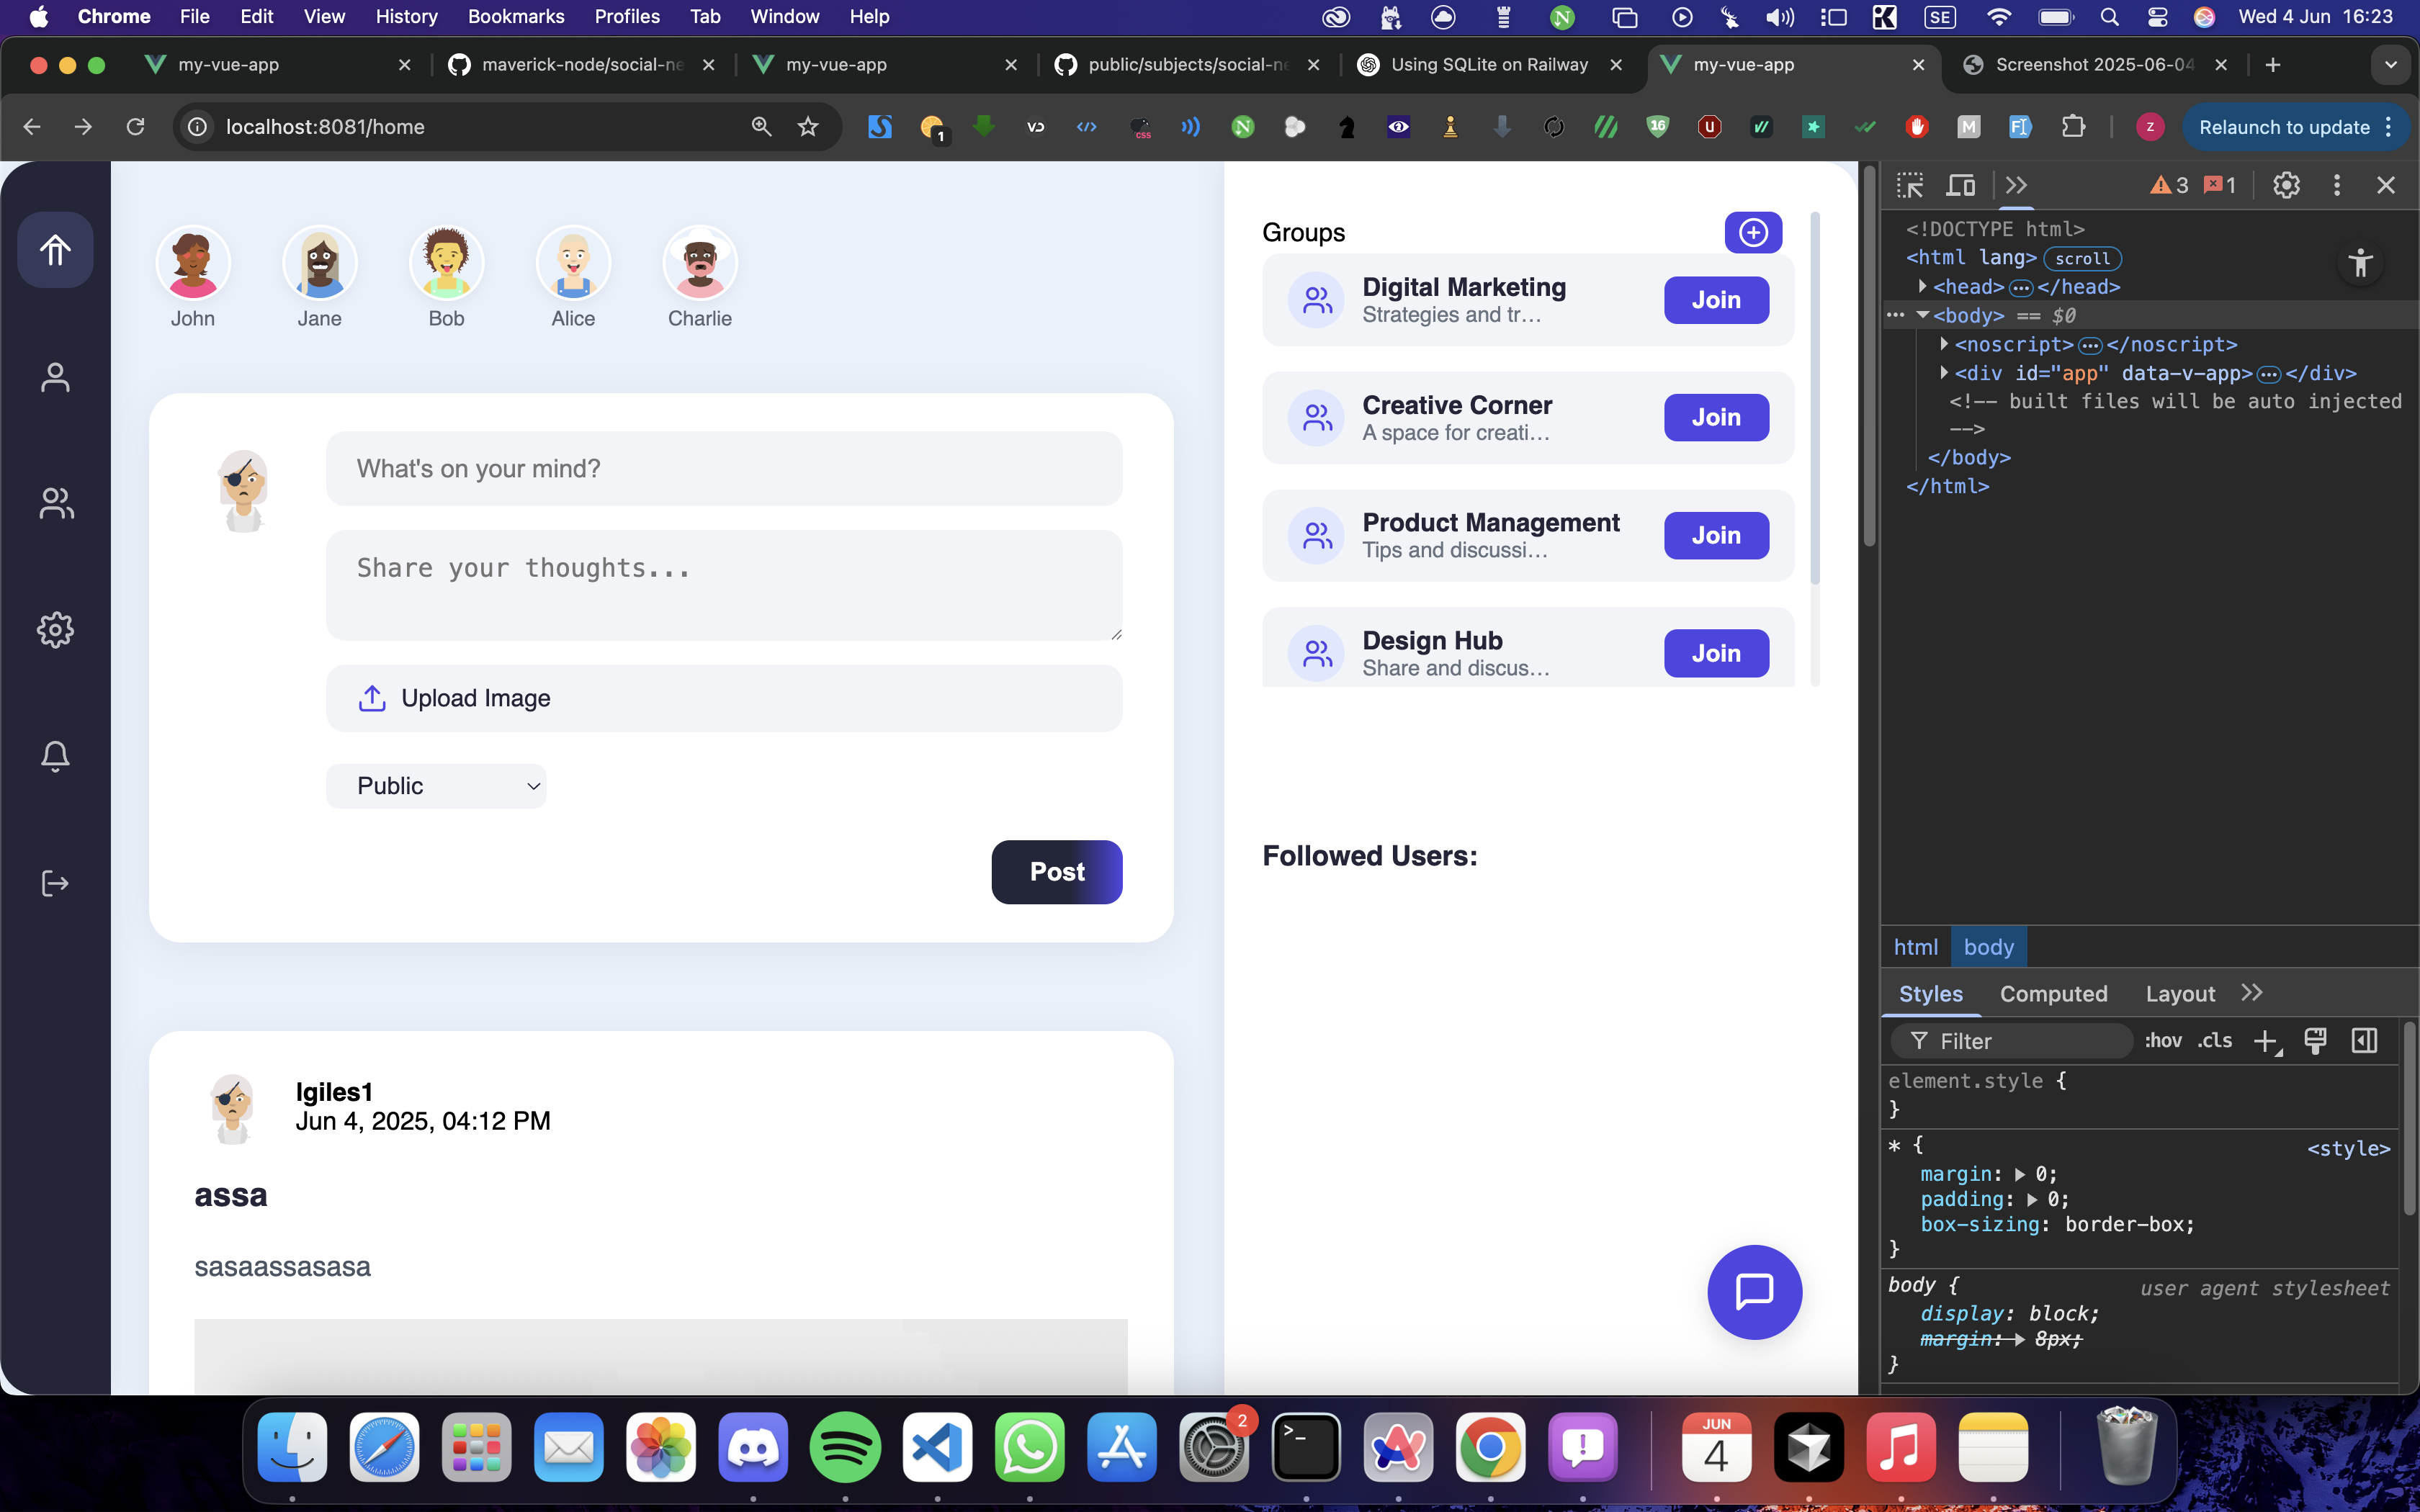 Chrome File Edit View History Bookmarks Profiles Tab Window Help SE Wed 4 Jun 16:23
my-vue-app
maverick-node/social-ne
my-vue-app
public/subjects/social-ne
Using SQLite on Railway
my-vue-app
Screenshot 2025-06-04
localhost:8081/home
1
VD
</>
css
N
16
U
M
z
Relaunch to update
John
Jane
Bob
Alice
Charlie
What's on your mind?
Share your thoughts...
Upload Image
Public
Post
lgiles1
Jun 4, 2025, 04:12 PM
assa
sasaassasasa
Groups
Digital Marketing
Strategies and tr...
Join
Creative Corner
A space for creati...
Join
Product Management
Tips and discussi...
Join
Design Hub
Share and discus...
Join
Followed Users:
3
1
<!DOCTYPE html>
<html lang> scroll
<head>…</head>
… <body> == $0
<noscript>…</noscript>
<div id="app" data-v-app>…</div>
<!-- built files will be auto injected
-->
</body>
</html>
html body
Styles Computed Layout
Filter :hov .cls
element.style {
}
* { <style>
margin: 0;
padding: 0;
box-sizing: border-box;
}
body { user agent stylesheet
display: block;
margin: 8px;
}
2
>_
JUN
4